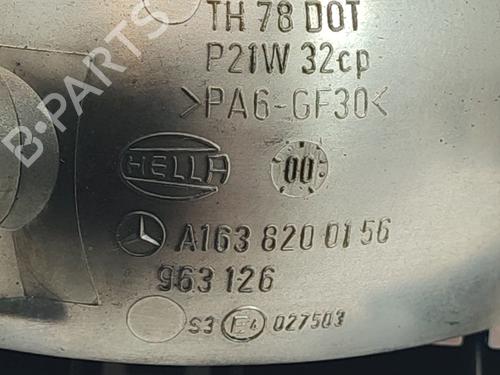 TH 78 DOT
P21W 32cp
>PA6-GF30<
HELLA
00
A163 820 01 56
963 126
S3 E4 027503
B-PARTS